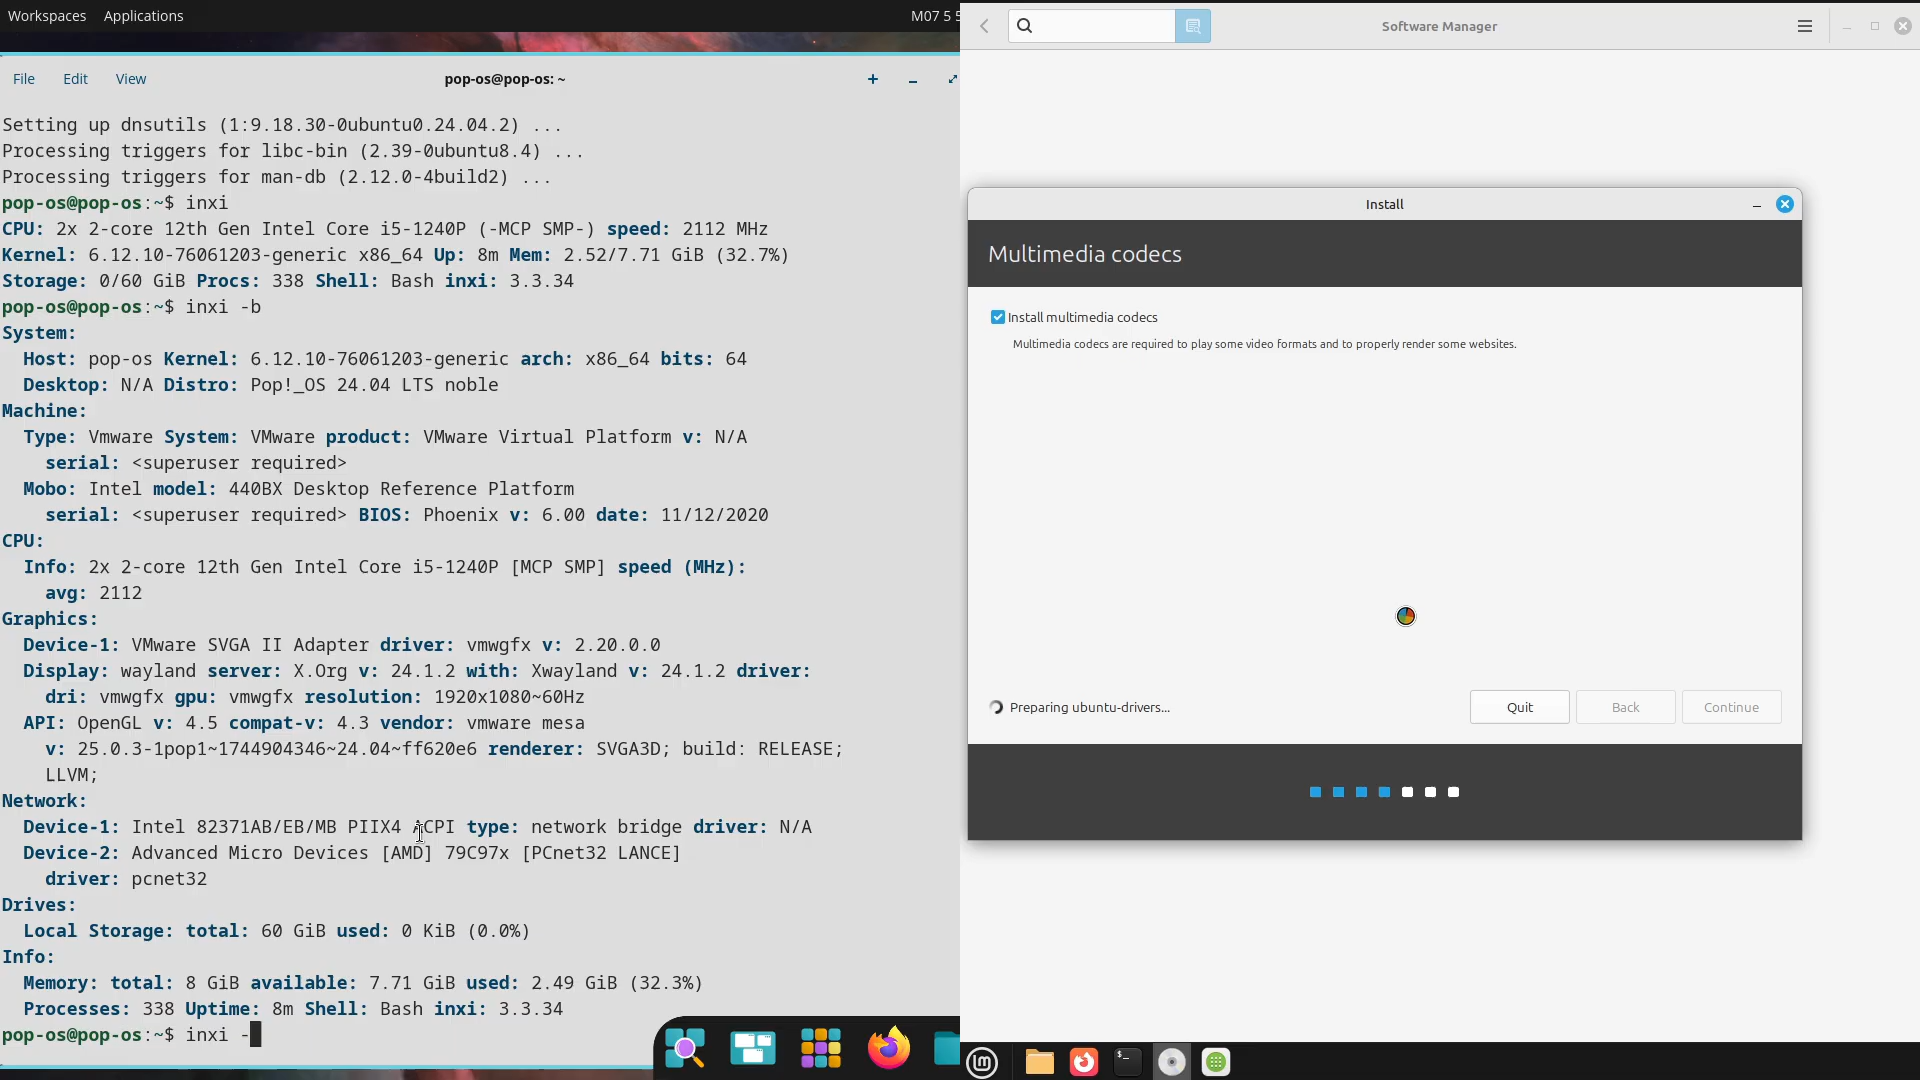 Workspaces Applications M07 5 5
File Edit View pop-os@pop-os: ~
Setting up dnsutils (1:9.18.30-0ubuntu0.24.04.2) ...
Processing triggers for libc-bin (2.39-0ubuntu8.4) ...
Processing triggers for man-db (2.12.0-4build2) ...
pop-os@pop-os:~$ inxi
CPU: 2x 2-core 12th Gen Intel Core i5-1240P (-MCP SMP-) speed: 2112 MHz
Kernel: 6.12.10-76061203-generic x86_64 Up: 8m Mem: 2.52/7.71 GiB (32.7%)
Storage: 0/60 GiB Procs: 338 Shell: Bash inxi: 3.3.34
pop-os@pop-os:~$ inxi -b
System:
Host: pop-os Kernel: 6.12.10-76061203-generic arch: x86_64 bits: 64
Desktop: N/A Distro: Pop!_OS 24.04 LTS noble
Machine:
Type: Vmware System: VMware product: VMware Virtual Platform v: N/A
serial: <superuser required>
Mobo: Intel model: 440BX Desktop Reference Platform
serial: <superuser required> BIOS: Phoenix v: 6.00 date: 11/12/2020
CPU:
Info: 2x 2-core 12th Gen Intel Core i5-1240P [MCP SMP] speed (MHz):
avg: 2112
Graphics:
Device-1: VMware SVGA II Adapter driver: vmwgfx v: 2.20.0.0
Display: wayland server: X.Org v: 24.1.2 with: Xwayland v: 24.1.2 driver:
dri: vmwgfx gpu: vmwgfx resolution: 1920x1080~60Hz
API: OpenGL v: 4.5 compat-v: 4.3 vendor: vmware mesa
v: 25.0.3-1pop1~1744904346~24.04~ff620e6 renderer: SVGA3D; build: RELEASE;
LLVM;
Network:
Device-1: Intel 82371AB/EB/MB PIIX4 ACPI type: network bridge driver: N/A
Device-2: Advanced Micro Devices [AMD] 79C97x [PCnet32 LANCE]
driver: pcnet32
Drives:
Local Storage: total: 60 GiB used: 0 KiB (0.0%)
Info:
Memory: total: 8 GiB available: 7.71 GiB used: 2.49 GiB (32.3%)
Processes: 338 Uptime: 8m Shell: Bash inxi: 3.3.34
pop-os@pop-os:~$ inxi -
Software Manager
Install
Multimedia codecs
Install multimedia codecs
Multimedia codecs are required to play some video formats and to properly render some websites.
Preparing ubuntu-drivers... Quit Back Continue